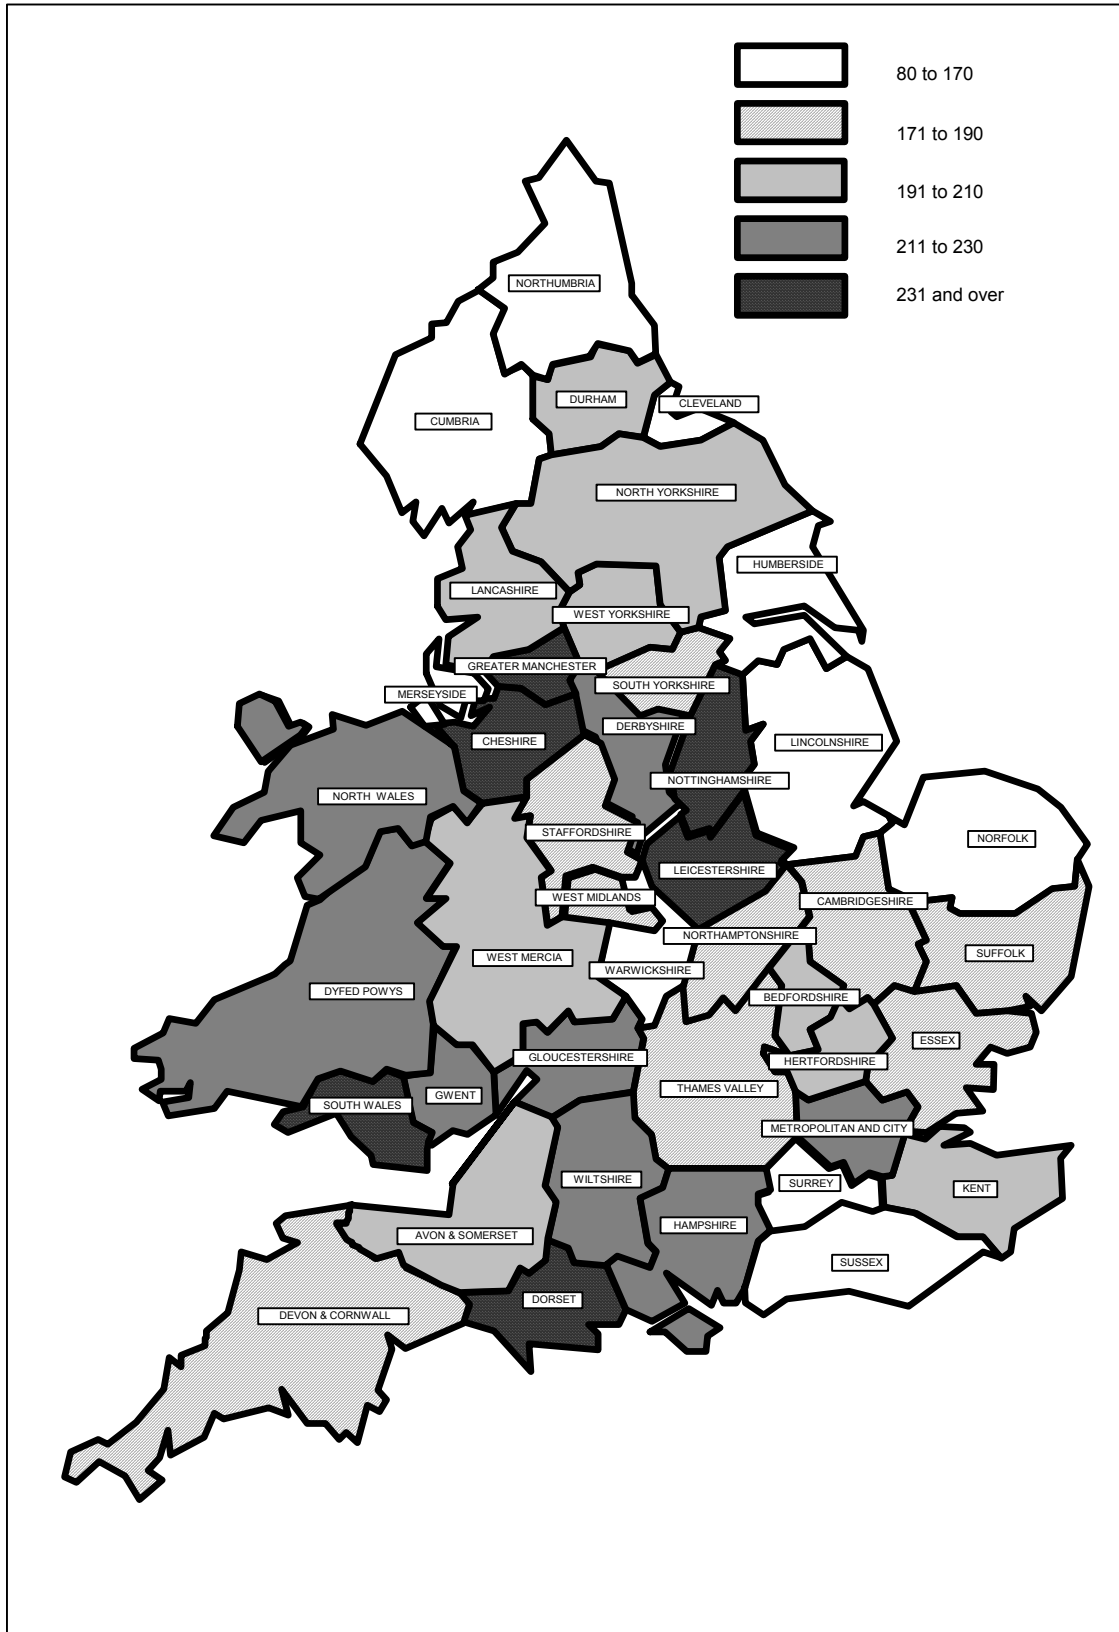 80 to 170
171 to 190
191 to 210
211 to 230
231 and over
NORTHUMBRIA
DURHAM
CLEVELAND
CUMBRIA
NORTH YORKSHIRE
HUMBERSIDE
LANCASHIRE
WEST YORKSHIRE
GREATER MANCHESTER
SOUTH YORKSHIRE
MERSEYSIDE
DERBYSHIRE
CHESHIRE
LINCOLNSHIRE
NOTTINGHAMSHIRE
NORTH WALES
STAFFORDSHIRE
NORFOLK
LEICESTERSHIRE
WEST MIDLANDS
CAMBRIDGESHIRE
NORTHAMPTONSHIRE
SUFFOLK
WEST MERCIA
WARWICKSHIRE
DYFED POWYS
BEDFORDSHIRE
ESSEX
GLOUCESTERSHIRE
HERTFORDSHIRE
THAMES VALLEY
GWENT
SOUTH WALES
METROPOLITAN AND CITY
WILTSHIRE
SURREY
KENT
HAMPSHIRE
AVON & SOMERSET
SUSSEX
DORSET
DEVON & CORNWALL